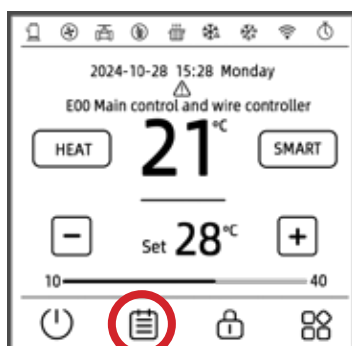 2024-10-28 15:28 Monday
E00 Main control and wire controller
HEAT
21°C
SMART
Set 28°C
10
40